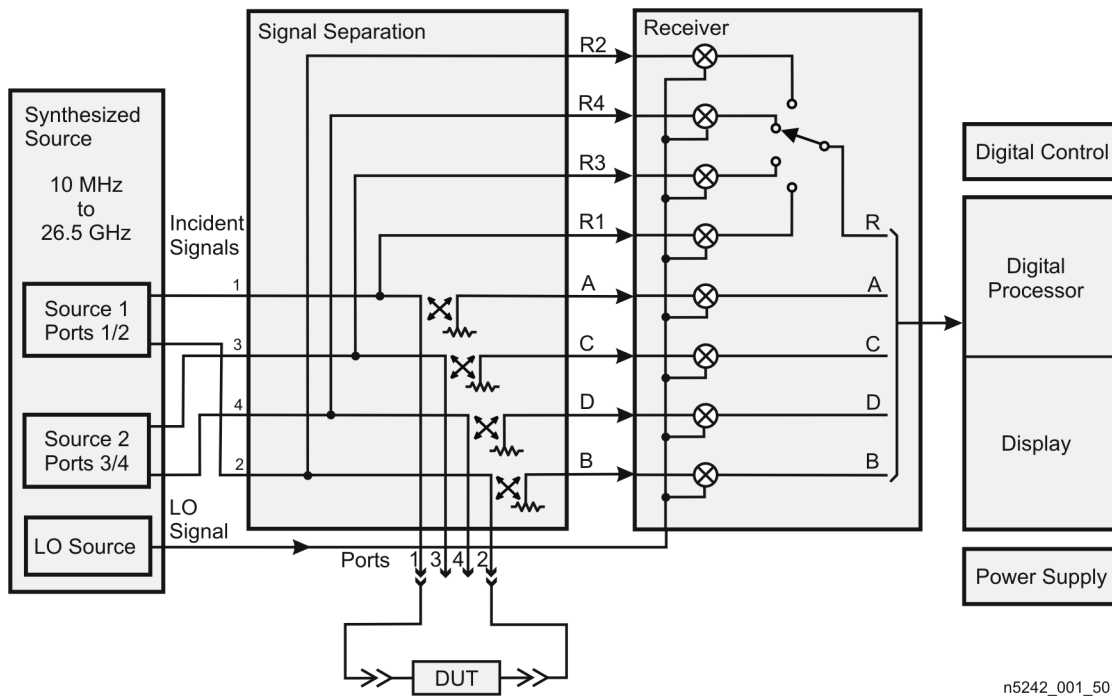 Signal Separation
Receiver
R2
R4
R3
R1
A
C
D
B
Synthesized
Source
10 MHz
to
26.5 GHz
Incident
Signals
1
3
4
2
Source 1
Ports 1/2
Source 2
Ports 3/4
LO
Signal
LO Source
Ports
1
3
4
2
DUT
R
A
C
D
B
Digital Control
Digital
Processor
Display
Power Supply
n5242_001_50